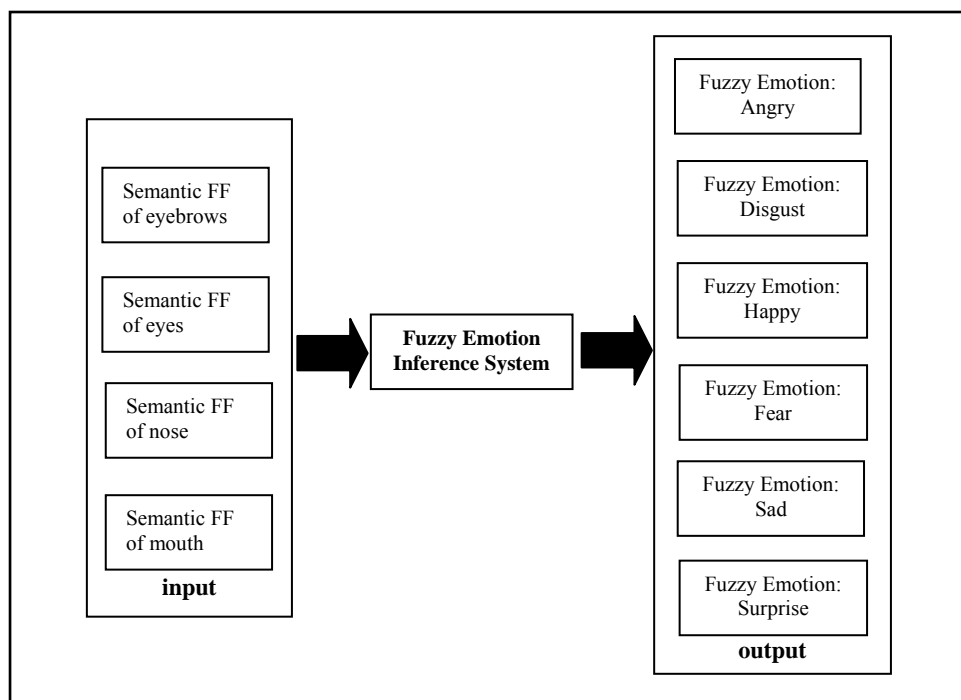 Semantic FF
of eyebrows
Semantic FF
of eyes
Semantic FF
of nose
Semantic FF
of mouth
input
Fuzzy Emotion
Inference System
Fuzzy Emotion:
Angry
Fuzzy Emotion:
Disgust
Fuzzy Emotion:
Happy
Fuzzy Emotion:
Fear
Fuzzy Emotion:
Sad
Fuzzy Emotion:
Surprise
output